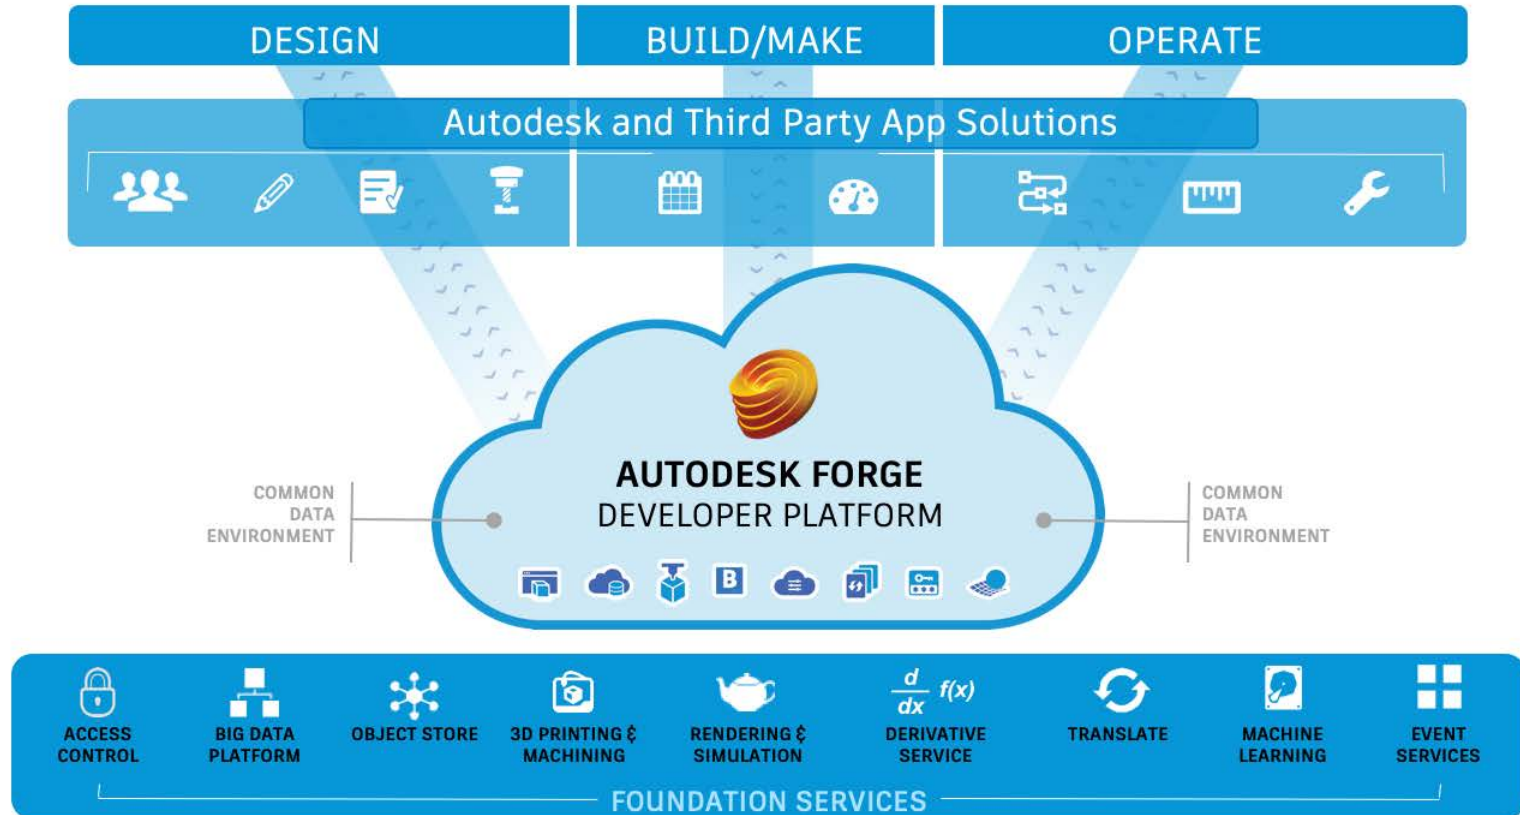 DESIGN
BUILD/MAKE
OPERATE
Autodesk and Third Party App Solutions
AUTODESK FORGE
DEVELOPER PLATFORM
COMMON
DATA
ENVIRONMENT
COMMON
DATA
ENVIRONMENT
B
ACCESS
CONTROL
BIG DATA
PLATFORM
OBJECT STORE
3D PRINTING &
MACHINING
RENDERING &
SIMULATION
d/dx f(x)
DERIVATIVE
SERVICE
TRANSLATE
MACHINE
LEARNING
EVENT
SERVICES
FOUNDATION SERVICES